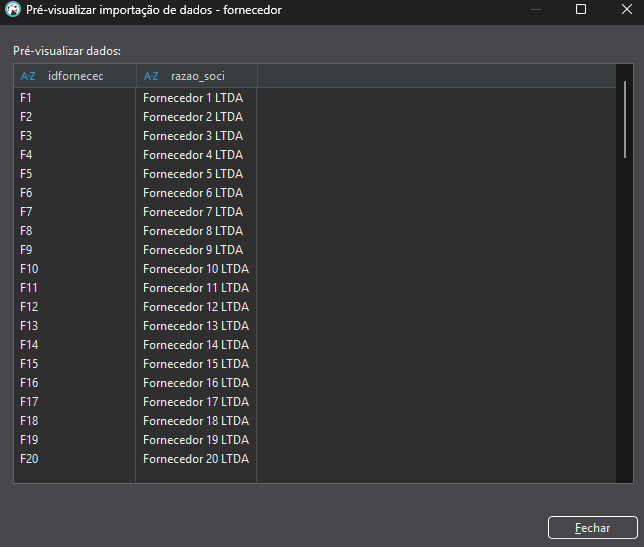 Pré-visualizar importação de dados - fornecedor
Pré-visualizar dados:
A-Z idfornecec A-Z razao_soci
F1 Fornecedor 1 LTDA
F2 Fornecedor 2 LTDA
F3 Fornecedor 3 LTDA
F4 Fornecedor 4 LTDA
F5 Fornecedor 5 LTDA
F6 Fornecedor 6 LTDA
F7 Fornecedor 7 LTDA
F8 Fornecedor 8 LTDA
F9 Fornecedor 9 LTDA
F10 Fornecedor 10 LTDA
F11 Fornecedor 11 LTDA
F12 Fornecedor 12 LTDA
F13 Fornecedor 13 LTDA
F14 Fornecedor 14 LTDA
F15 Fornecedor 15 LTDA
F16 Fornecedor 16 LTDA
F17 Fornecedor 17 LTDA
F18 Fornecedor 18 LTDA
F19 Fornecedor 19 LTDA
F20 Fornecedor 20 LTDA
Fechar